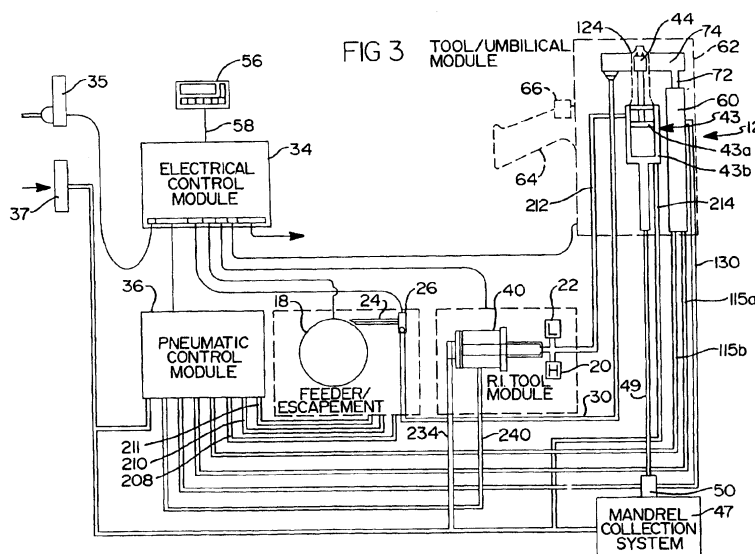 FIG 3
TOOL/UMBILICAL
MODULE
124
44
74
62
72
60
43
12
43a
43b
214
212
66
64
35
56
58
34
37
ELECTRICAL
CONTROL
MODULE
130
115a
115b
36
18
24
26
40
22
L
H
20
PNEUMATIC
CONTROL
MODULE
FEEDER/
ESCAPEMENT
R.I. TOOL
MODULE
30
49
211
210
208
234
240
50
47
MANDREL
COLLECTION
SYSTEM